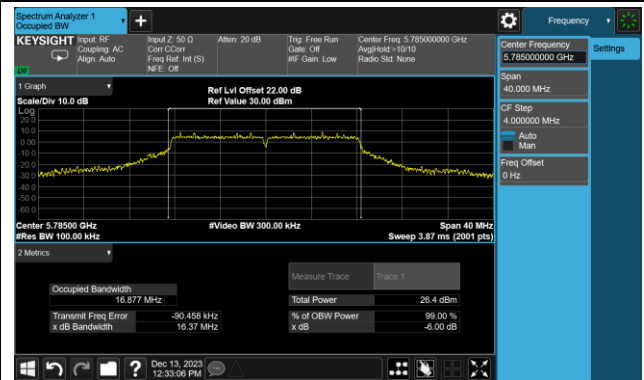 Spectrum Analyzer 1
Occupied BW
Frequency
KEYSIGHT
Input: RF
Coupling: AC
Align: Auto
Input Z: 50 Ω
Corr CCorr
Freq Ref: Int (S)
NFE: Off
Atten: 20 dB
Trig: Free Run
Gate: Off
#IF Gain: Low
Center Freq: 5.785000000 GHz
Avg|Hold:>10/10
Radio Std: None
Center Frequency
5.785000000 GHz
Settings
Span
40.000 MHz
CF Step
4.000000 MHz
Auto
Man
Freq Offset
0 Hz
1 Graph
Scale/Div 10.0 dB
Ref Lvl Offset 22.00 dB
Ref Value 30.00 dBm
Log
20.0
10.0
0.00
-10.0
-20.0
-30.0
-40.0
-50.0
-60.0
Center 5.78500 GHz
#Res BW 100.00 kHz
#Video BW 300.00 kHz
Span 40 MHz
Sweep 3.87 ms (2001 pts)
2 Metrics
Measure Trace
Trace 1
Occupied Bandwidth
16.877 MHz
Total Power
26.4 dBm
Transmit Freq Error
-90.458 kHz
% of OBW Power
99.00 %
x dB Bandwidth
16.37 MHz
x dB
-6.00 dB
?
Dec 13, 2023
12:33:06 PM